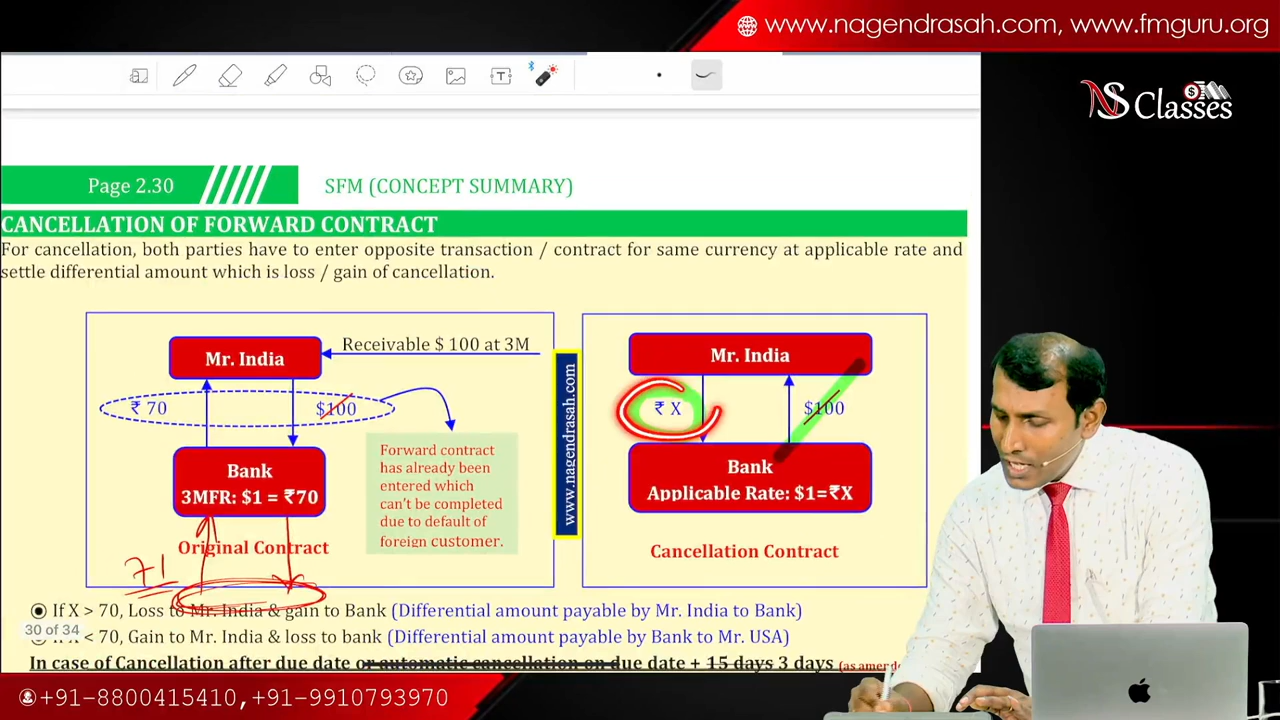 www.nagendrasah.com, www.fmguru.org
NS Classes
Page 2.30
SFM (CONCEPT SUMMARY)
CANCELLATION OF FORWARD CONTRACT
For cancellation, both parties have to enter opposite transaction / contract for same currency at applicable rate and
settle differential amount which is loss / gain of cancellation.
Mr. India
Receivable $ 100 at 3M
₹ 70
$100
Bank
3MFR: $1 = ₹70
Original Contract
71
Forward contract
has already been
entered which
can't be completed
due to default of
foreign customer.
www.nagendrasah.com
Mr. India
₹ X
$100
Bank
Applicable Rate: $1=₹X
Cancellation Contract
If X > 70, Loss to Mr. India & gain to Bank (Differential amount payable by Mr. India to Bank)
30 of 34
< 70, Gain to Mr. India & loss to bank (Differential amount payable by Bank to Mr. USA)
In case of Cancellation after due date or automatic cancellation on due date + 15 days 3 days (as
+91-8800415410,+91-9910793970